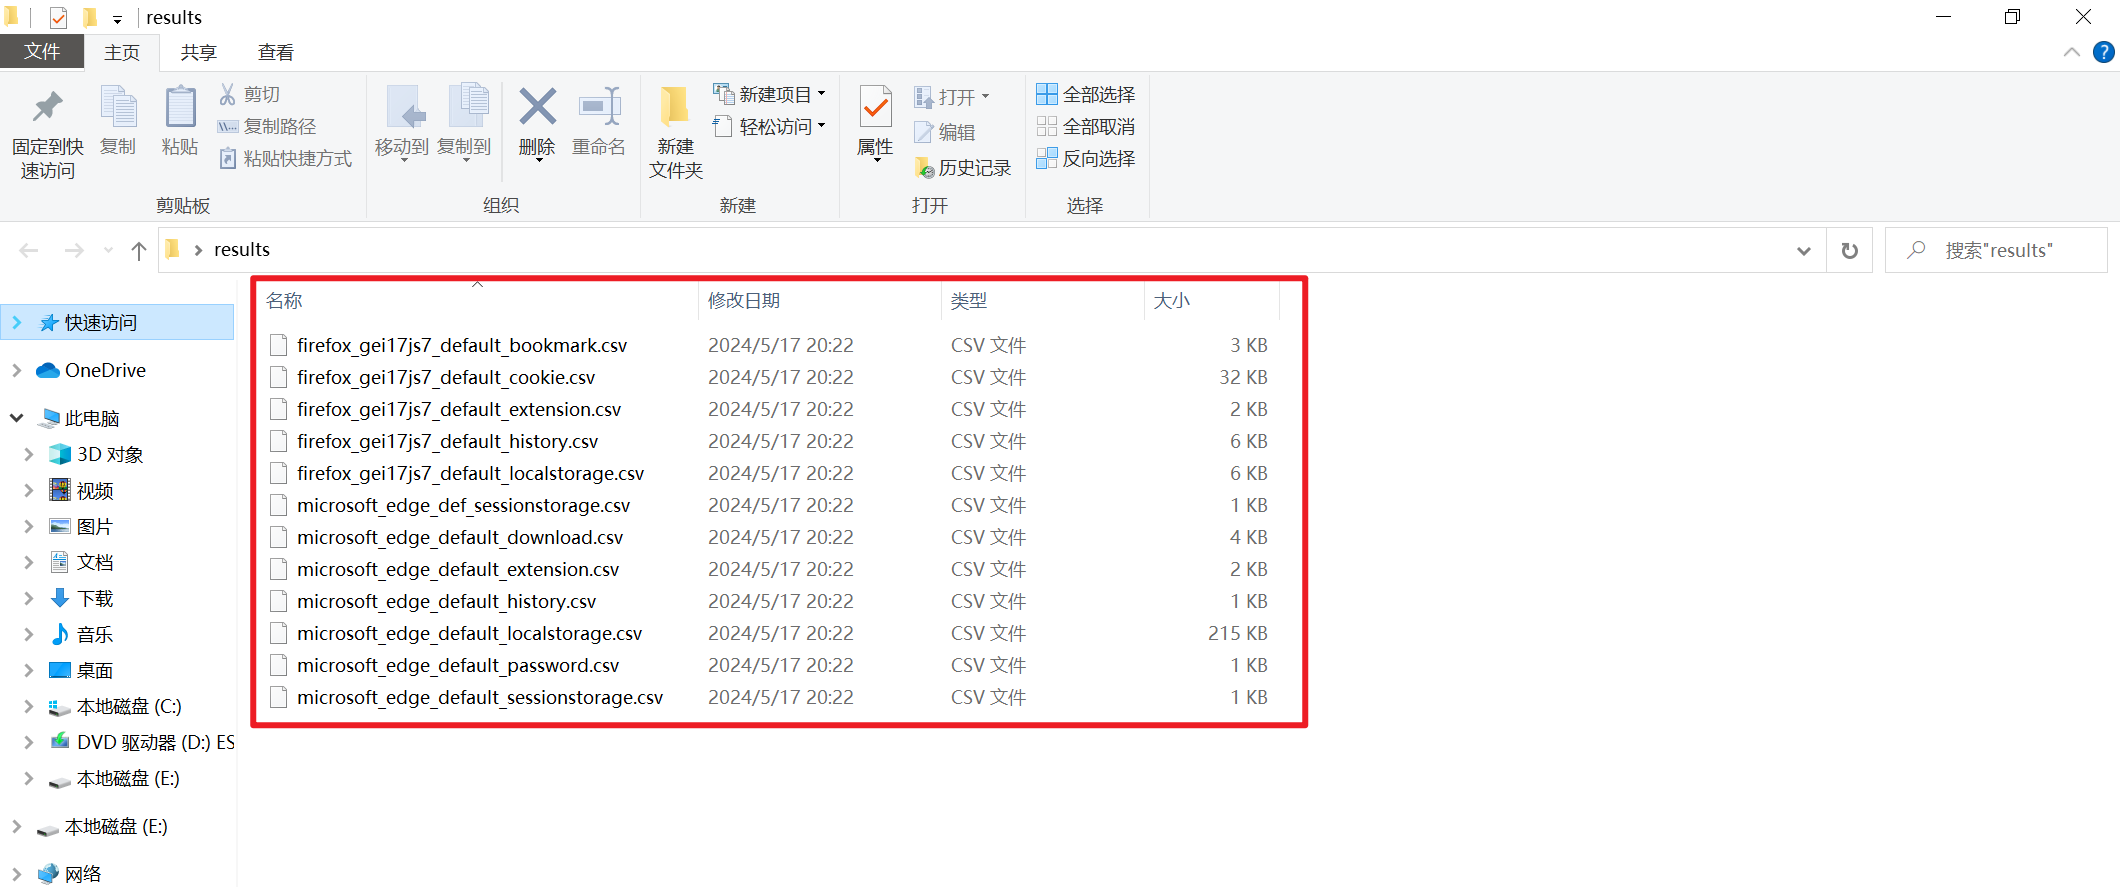 results
文件
主页
共享
查看
固定到快
速访问
复制
粘贴
剪切
复制路径
粘贴快捷方式
剪贴板
移动到
复制到
删除
重命名
组织
新建
文件夹
新建项目
轻松访问
新建
属性
打开
编辑
历史记录
打开
全部选择
全部取消
反向选择
选择
results
搜索"results"
快速访问
OneDrive
此电脑
3D 对象
视频
图片
文档
下载
音乐
桌面
本地磁盘 (C:)
DVD 驱动器 (D:) ES
本地磁盘 (E:)
本地磁盘 (E:)
网络
名称 修改日期 类型 大小
firefox_gei17js7_default_bookmark.csv 2024/5/17 20:22 CSV 文件 3 KB
firefox_gei17js7_default_cookie.csv 2024/5/17 20:22 CSV 文件 32 KB
firefox_gei17js7_default_extension.csv 2024/5/17 20:22 CSV 文件 2 KB
firefox_gei17js7_default_history.csv 2024/5/17 20:22 CSV 文件 6 KB
firefox_gei17js7_default_localstorage.csv 2024/5/17 20:22 CSV 文件 6 KB
microsoft_edge_def_sessionstorage.csv 2024/5/17 20:22 CSV 文件 1 KB
microsoft_edge_default_download.csv 2024/5/17 20:22 CSV 文件 4 KB
microsoft_edge_default_extension.csv 2024/5/17 20:22 CSV 文件 2 KB
microsoft_edge_default_history.csv 2024/5/17 20:22 CSV 文件 1 KB
microsoft_edge_default_localstorage.csv 2024/5/17 20:22 CSV 文件 215 KB
microsoft_edge_default_password.csv 2024/5/17 20:22 CSV 文件 1 KB
microsoft_edge_default_sessionstorage.csv 2024/5/17 20:22 CSV 文件 1 KB